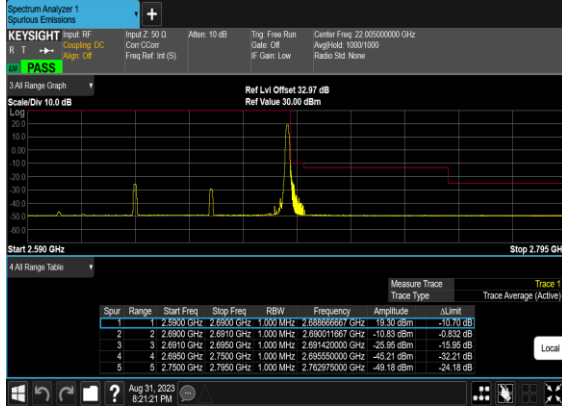 Spectrum Analyzer 1
Spurious Emissions
+
KEYSIGHT Input: RF Input Z: 50 Ω Atten: 10 dB Trig: Free Run Center Freq: 22.005000000 GHz
R T Coupling: DC Corr CCorr Gate: Off Avg|Hold: 1000/1000
Align: Off Freq Ref: Int (S) IF Gain: Low Radio Std: None
LXI PASS
3 All Range Graph
Ref Lvl Offset 32.97 dB
Scale/Div 10.0 dB Ref Value 30.00 dBm
Log
20.0
10.0
0.00
-10.0
-20.0
-30.0
-40.0
-50.0
-60.0
Start 2.590 GHz Stop 2.795 GH
4 All Range Table
Measure Trace Trace 1
Trace Type Trace Average (Active)
Spur Range Start Freq Stop Freq RBW Frequency Amplitude ΔLimit
1 1 2.5900 GHz 2.6900 GHz 1.000 MHz 2.688666667 GHz 19.30 dBm -10.70 dB
2 2 2.6900 GHz 2.6910 GHz 1.000 MHz 2.690011667 GHz -10.83 dBm -0.832 dB
3 3 2.6910 GHz 2.6950 GHz 1.000 MHz 2.691420000 GHz -25.95 dBm -15.95 dB
4 4 2.6950 GHz 2.7500 GHz 1.000 MHz 2.695550000 GHz -45.21 dBm -32.21 dB
5 5 2.7500 GHz 2.7950 GHz 1.000 MHz 2.762975000 GHz -49.18 dBm -24.18 dB
Local
? Aug 31, 2023
8:21:21 PM